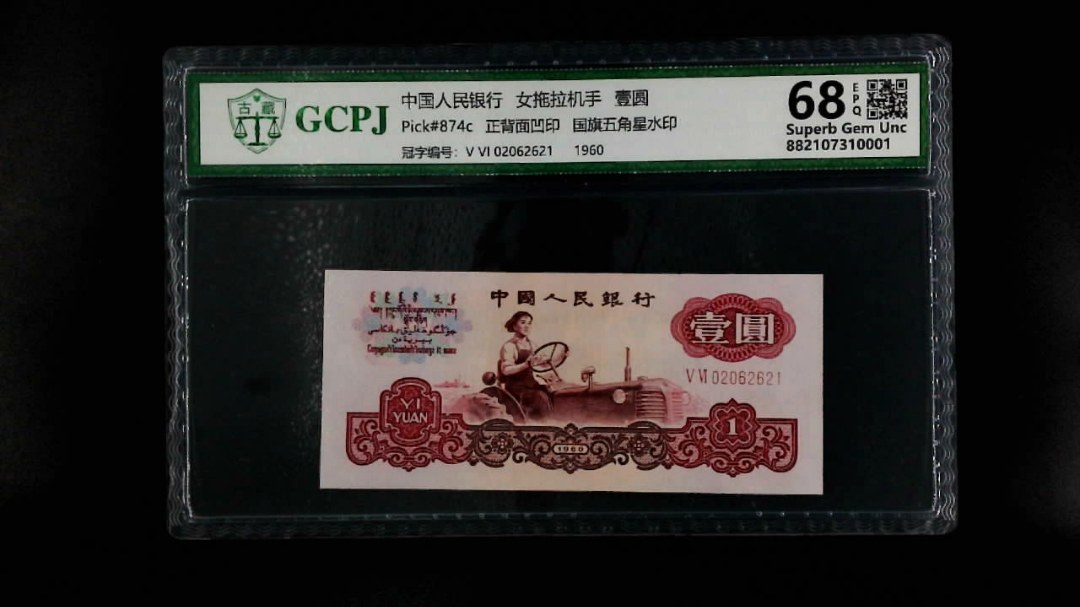 古 藏
GCPJ
中国人民银行 女拖拉机手 壹圆
Pick#874c 正背面凹印 国旗五角星水印
冠字编号: V VI 02062621 1960
68 EPQ
Superb Gem Unc
882107310001
中國人民銀行
壹圓
V VI 02062621
YI
YUAN
1960
1